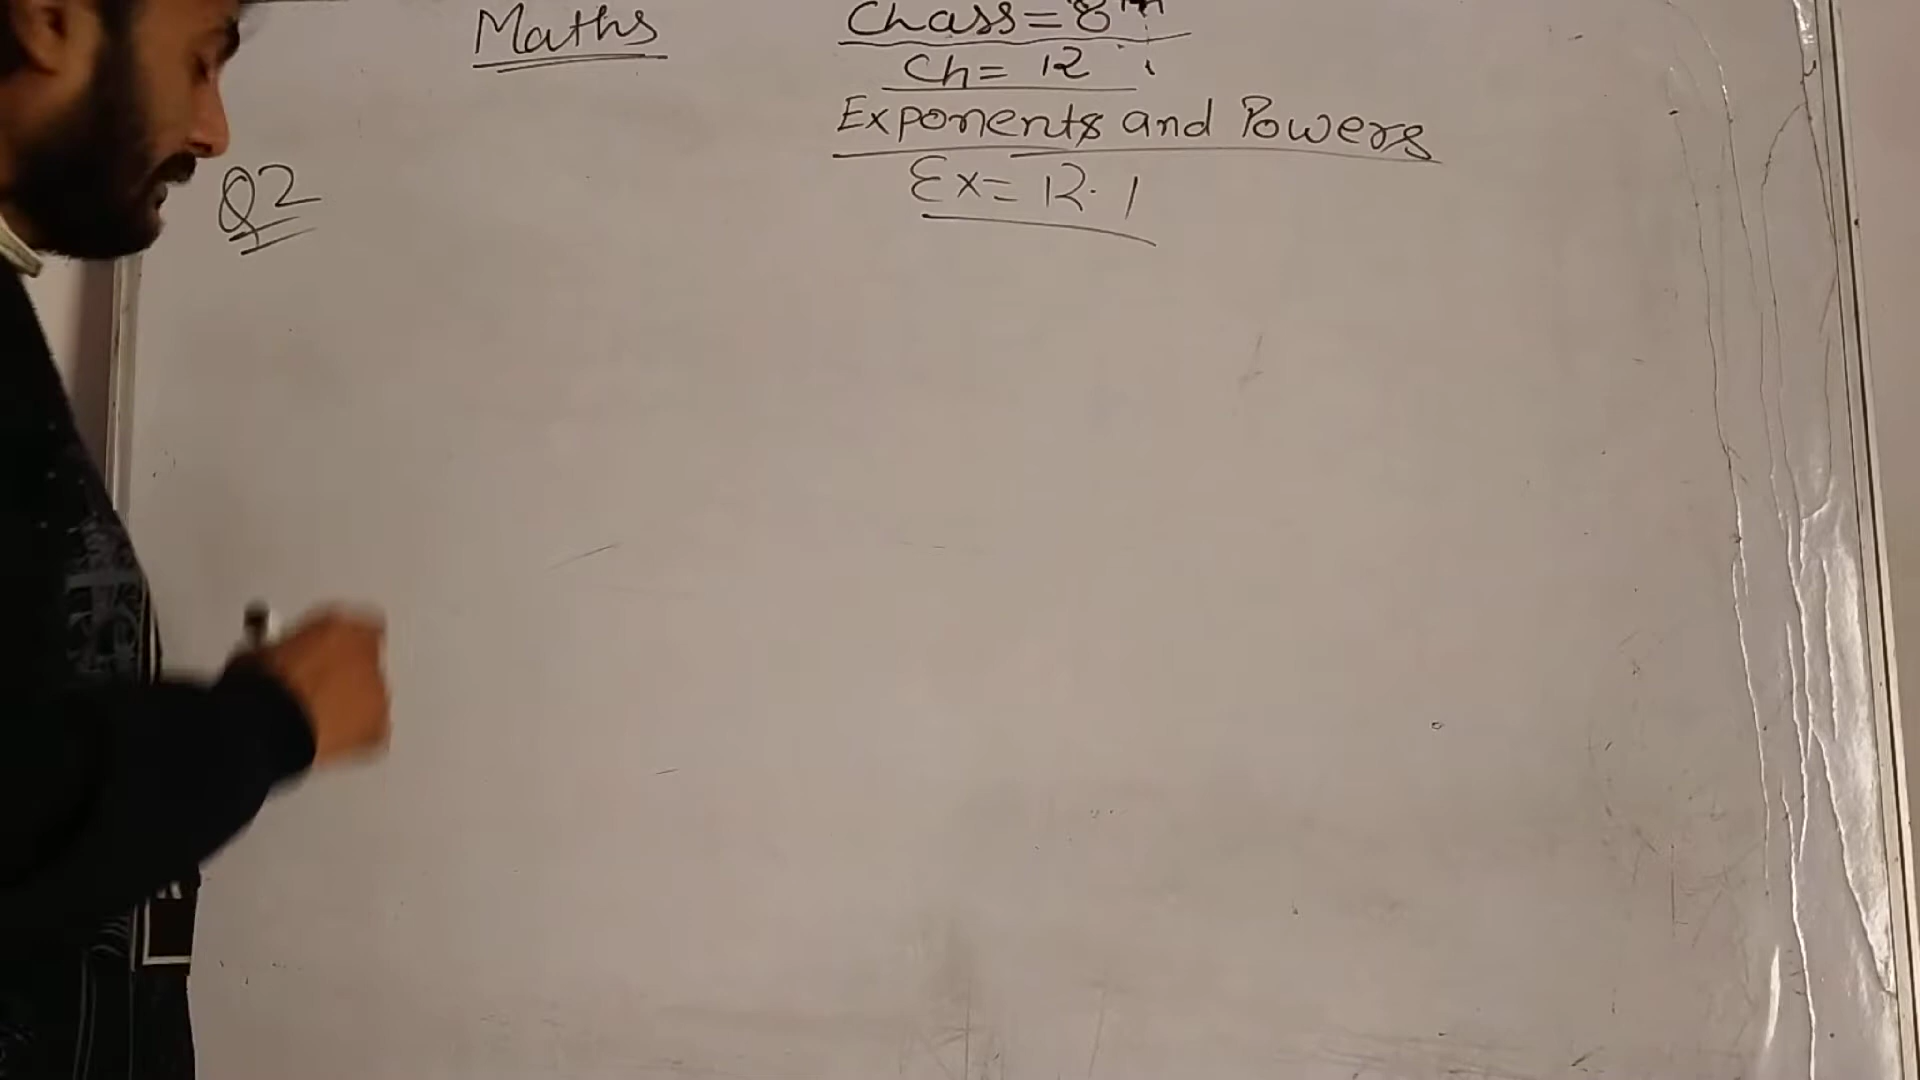 Maths
Class = 8th
Ch = 12
Exponents and Powers
Ex = 12.1
Q2